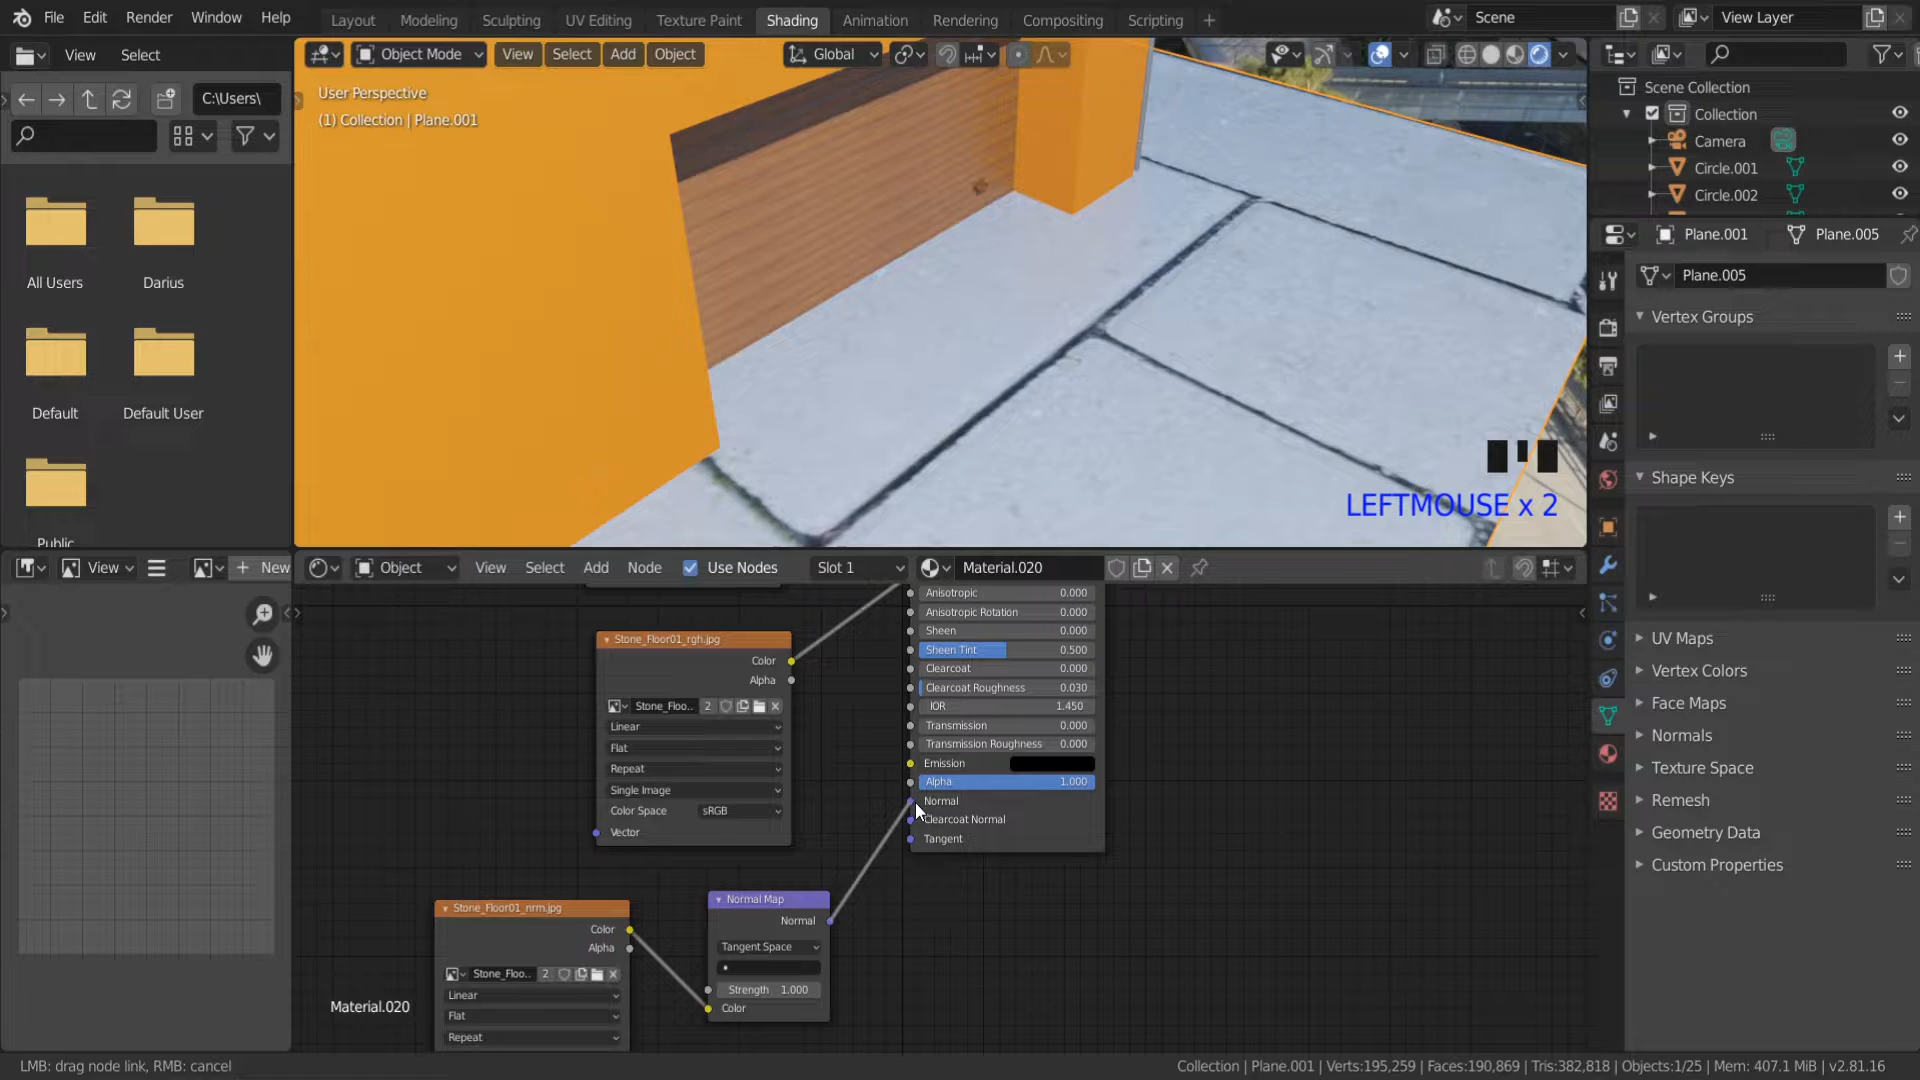 File Edit Render Window Help
Layout Modeling Sculpting UV Editing Texture Paint Shading Animation Rendering Compositing Scripting +
Scene
View Layer
View Select
C:\Users\
All Users
Darius
Default
Default User
Public
Object Mode View Select Add Object
Global
User Perspective
(1) Collection | Plane.001
LEFTMOUSE x 2
Scene Collection
Collection
Camera
Circle.001
Circle.002
Plane.001
Plane.005
Plane.005
Vertex Groups
Shape Keys
UV Maps
Vertex Colors
Face Maps
Normals
Texture Space
Remesh
Geometry Data
Custom Properties
View
+ New
Object View Select Add Node Use Nodes Slot 1 Material.020
Anisotropic 0.000
Anisotropic Rotation 0.000
Sheen 0.000
Sheen Tint 0.500
Clearcoat 0.000
Clearcoat Roughness 0.030
IOR 1.450
Transmission 0.000
Transmission Roughness 0.000
Emission
Alpha 1.000
Normal
Clearcoat Normal
Tangent
Stone_Floor01_rgh.jpg
Color
Alpha
Stone_Floo.. 2
Linear
Flat
Repeat
Single Image
Color Space sRGB
Vector
Stone_Floor01_nrm.jpg
Color
Alpha
Stone_Floo.. 2
Linear
Flat
Repeat
Normal Map
Normal
Tangent Space
Strength 1.000
Color
Material.020
LMB: drag node link, RMB: cancel
Collection | Plane.001 | Verts:195,259 | Faces:190,869 | Tris:382,818 | Objects:1/25 | Mem: 407.1 MiB | v2.81.16